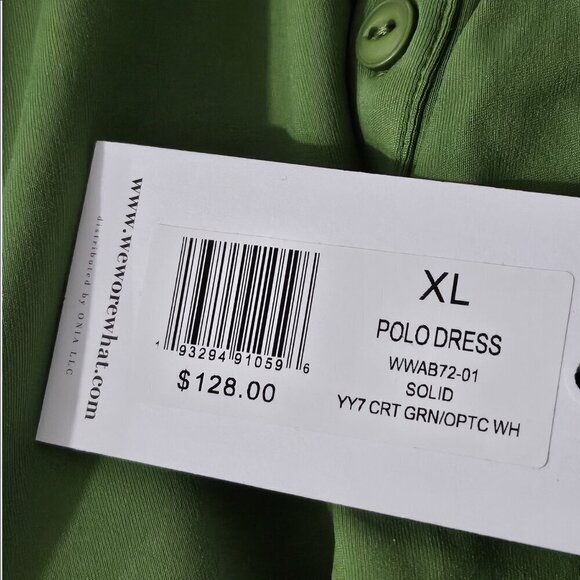 www.weworewhat.com
distributed by ONIA LLC
XL
POLO DRESS
WWAB72-01
SOLID
YY7 CRT GRN/OPTC WH
1 93294 91059 6
$128.00